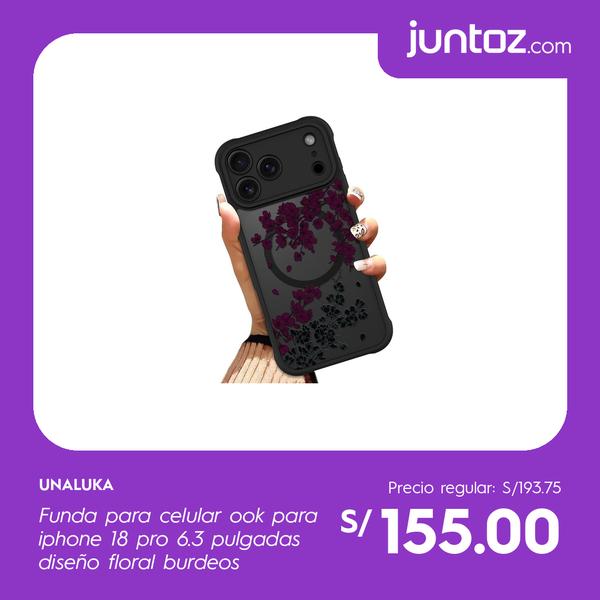 juntoz.com
UNALUKA
Funda para celular ook para
iphone 18 pro 6.3 pulgadas
diseño floral burdeos
Precio regular: S/193.75
S/ 155.00